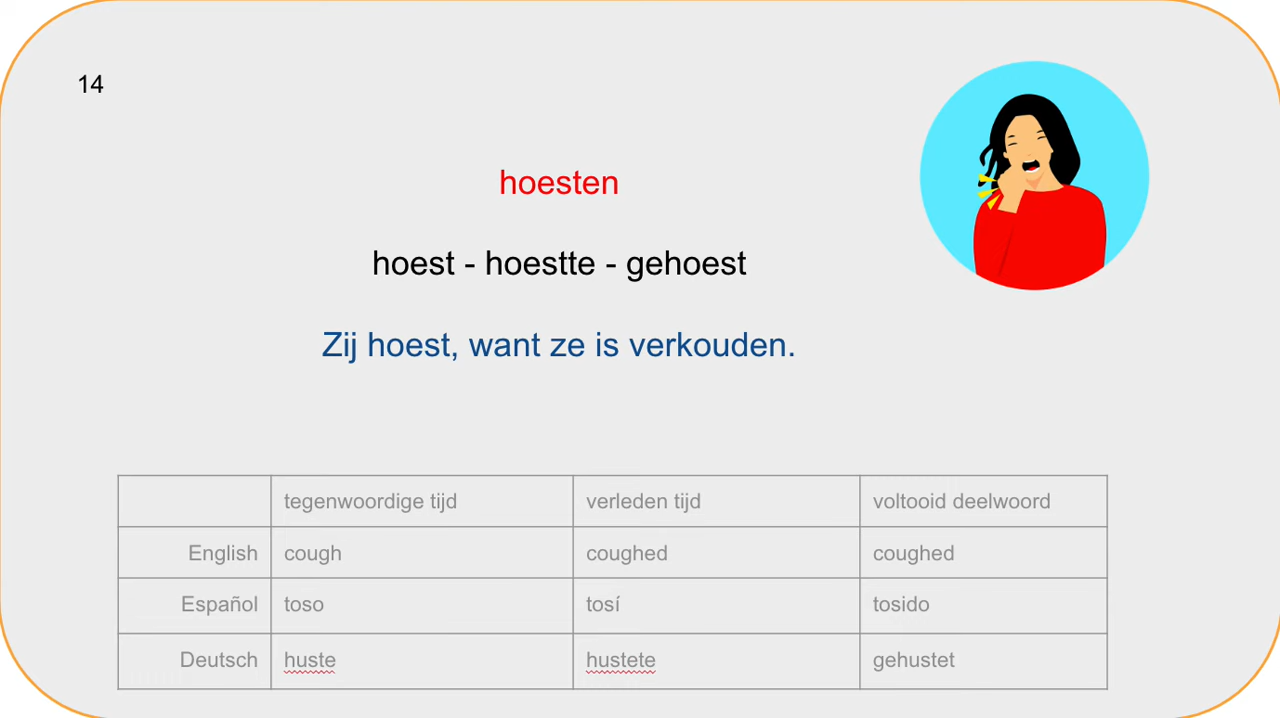 14
hoesten
hoest - hoestte - gehoest
Zij hoest, want ze is verkouden.
tegenwoordige tijd verleden tijd voltooid deelwoord
English cough coughed coughed
Español toso tosí tosido
Deutsch huste hustete gehustet